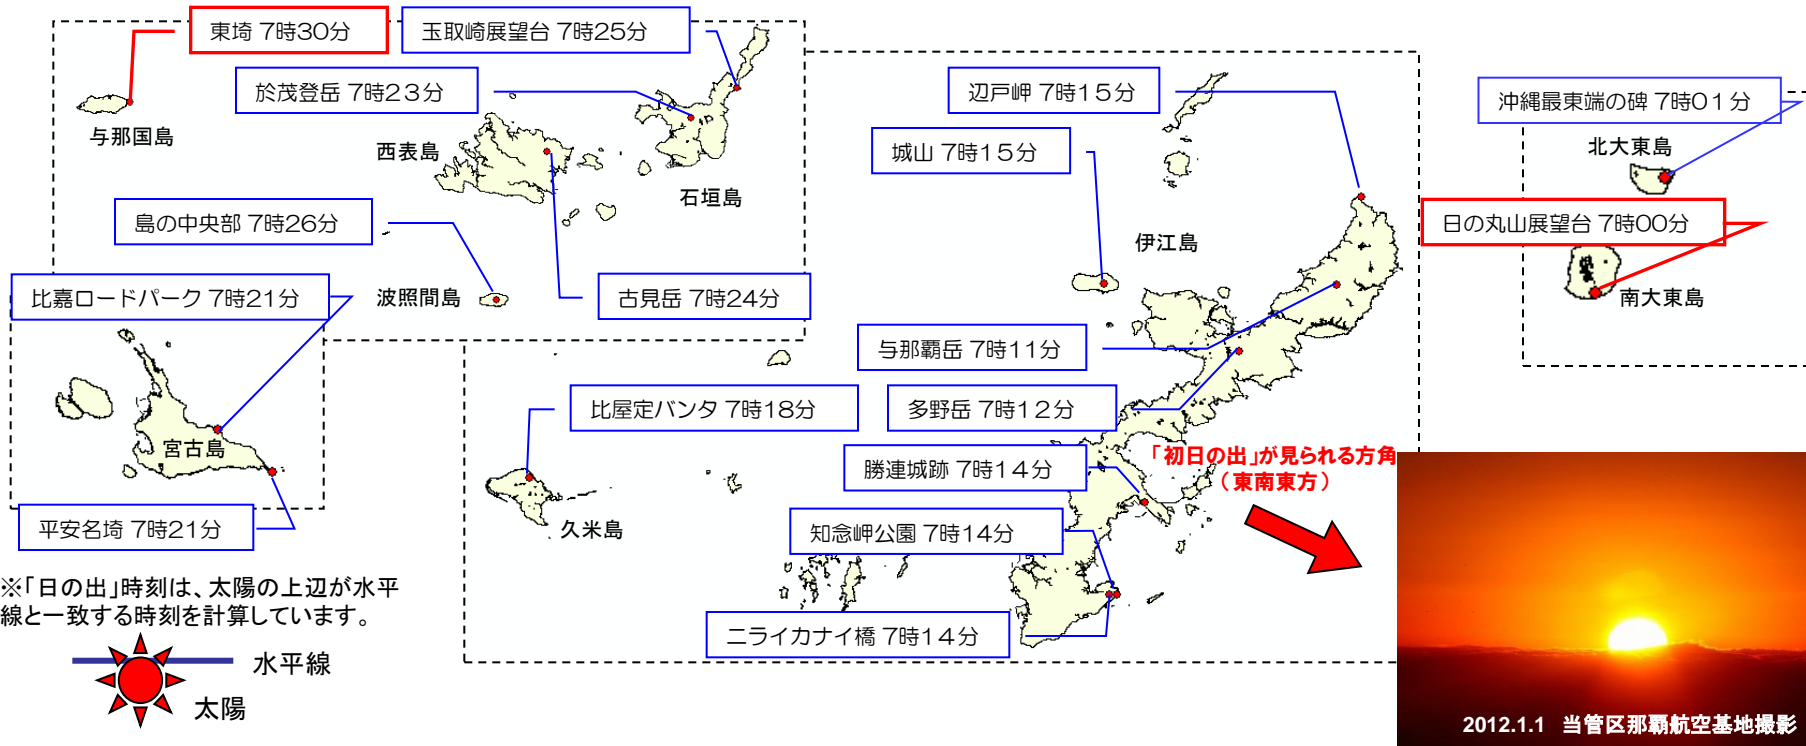 東埼 7時30分
玉取崎展望台 7時25分
於茂登岳 7時23分
与那国島
西表島
石垣島
島の中央部 7時26分
波照間島
古見岳 7時24分
比嘉ロードパーク 7時21分
宮古島
平安名埼 7時21分
辺戸岬 7時15分
城山 7時15分
伊江島
与那覇岳 7時11分
多野岳 7時12分
比屋定バンタ 7時18分
久米島
勝連城跡 7時14分
知念岬公園 7時14分
ニライカナイ橋 7時14分
沖縄最東端の碑 7時01分
北大東島
日の丸山展望台 7時00分
南大東島
「初日の出」が見られる方角
（東南東方）
※「日の出」時刻は、太陽の上辺が水平
線と一致する時刻を計算しています。
水平線
太陽
2012.1.1 当管区那覇航空基地撮影